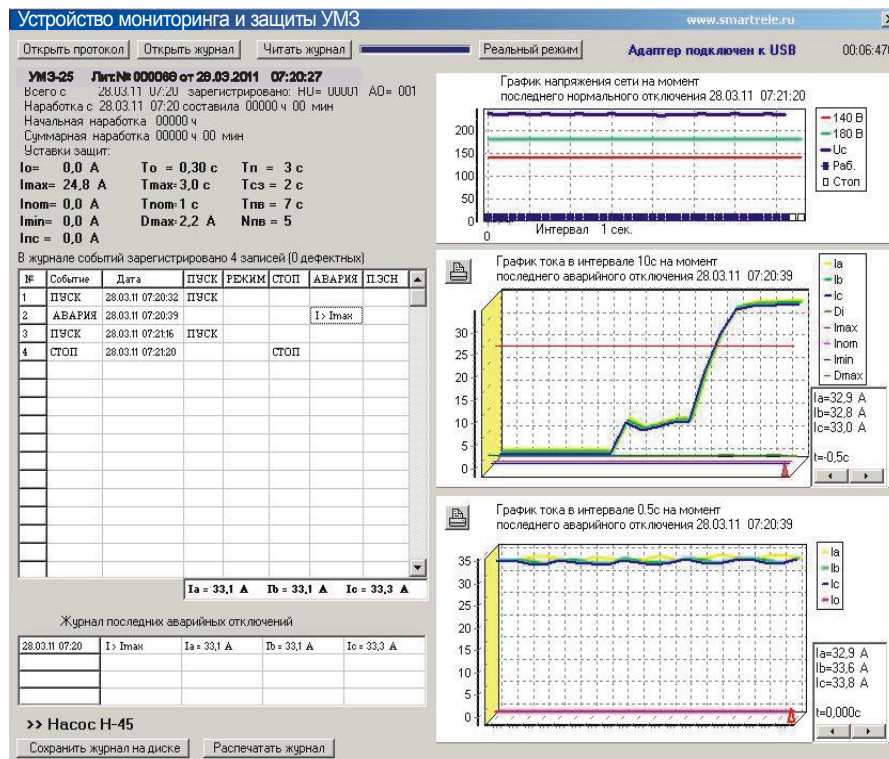 Устройство мониторинга и защиты УМЗ
www.smartrele.ru
Открыть протокол
Открыть журнал
Читать журнал
Реальный режим
Адаптер подключен к USB
00:06:47
УМЗ-25 Лит.№ 000068 от 28.03.2011 07:20:27
Всего с 28.03.11 07:20 зарегистрировано: НО= 00001 АО= 001
Наработка с 28.03.11 07:20 составила 00000 ч 00 мин
Начальная наработка 00000 ч
Суммарная наработка 00000 ч 00 мин
Уставки защит:
Io= 0,0 А To = 0,30 с Тп = 3 с
Imax= 24,8 А Tmax= 3,0 с Тсз = 2 с
Inom= 0,0 А Tnom= 1 с Тпв = 7 с
Imin= 0,0 А Dmax= 2,2 А Nпв = 5
Iпс = 0,0 А
В журнале событий зарегистрировано 4 записей (0 дефектных)
№ Событие Дата ПУСК РЕЖИМ СТОП АВАРИЯ П.ЭСН
1 ПУСК 28.03.11 07:20:32 ПУСК
2 АВАРИЯ 28.03.11 07:20:39 I> Imax
3 ПУСК 28.03.11 07:21:16 ПУСК
4 СТОП 28.03.11 07:21:20 СТОП
Ia = 33,1 А Ib = 33,1 А Ic = 33,3 А
Журнал последних аварийных отключений
28.03.11 07:20 I> Imax Ia = 33,1 А Ib = 33,1 А Ic = 33,3 А
>> Насос Н-45
Сохранить журнал на диске
Распечатать журнал
График напряжения сети на момент
последнего нормального отключения 28.03.11 07:21:20
200
150
100
50
0
0
Интервал 1 сек.
140 В
180 В
Uc
Раб.
Стоп
График тока в интервале 10с на момент
последнего аварийного отключения 28.03.11 07:20:39
30
25
20
15
10
5
0
Ia
Ib
Ic
Di
Imax
Inom
Imin
Dmax
Ia=32,9 А
Ib=32,8 А
Ic=33,0 А
t=-0,5с
График тока в интервале 0.5с на момент
последнего аварийного отключения 28.03.11 07:20:39
35
30
25
20
15
10
5
0
Ia
Ib
Ic
Io
Ia=32,9 А
Ib=33,6 А
Ic=33,8 А
t=0,000с